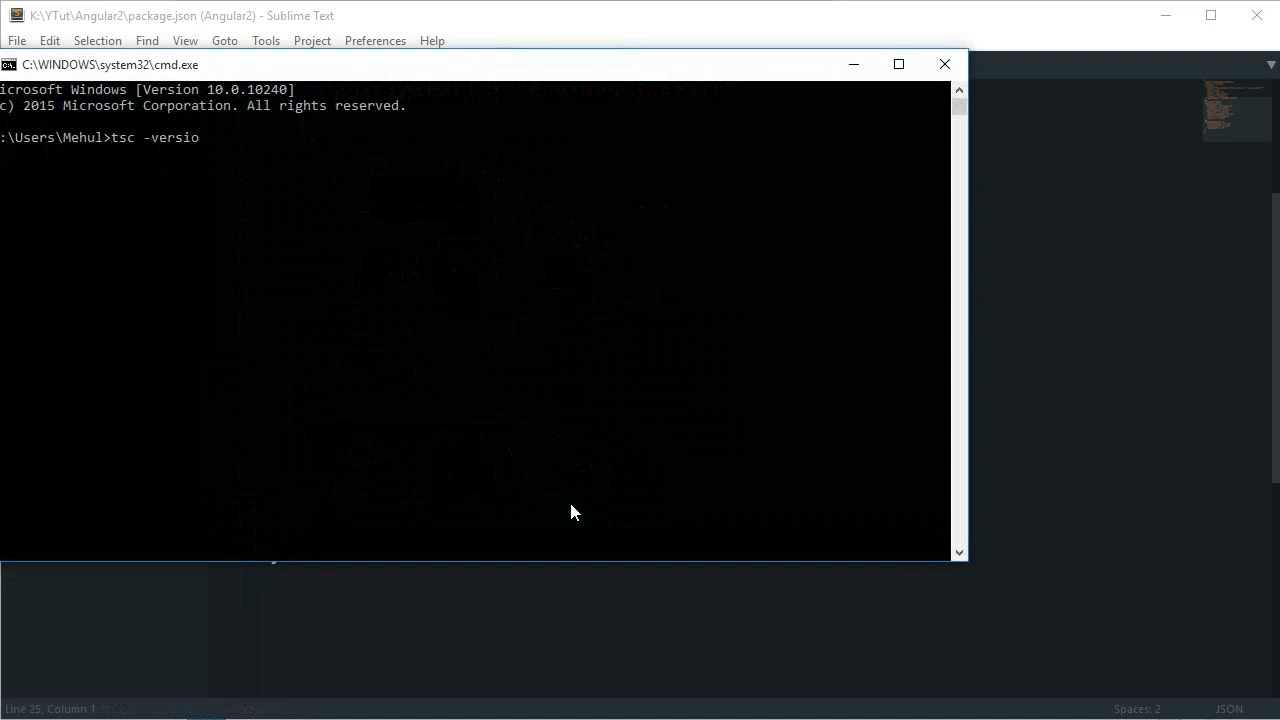 K:\YTut\Angular2\package.json (Angular2) - Sublime Text
File Edit Selection Find View Goto Tools Project Preferences Help
C:\WINDOWS\system32\cmd.exe
icrosoft Windows [Version 10.0.10240]
c) 2015 Microsoft Corporation. All rights reserved.
:\Users\Mehul>tsc -versio
Line 25, Column 1
Spaces: 2
JSON